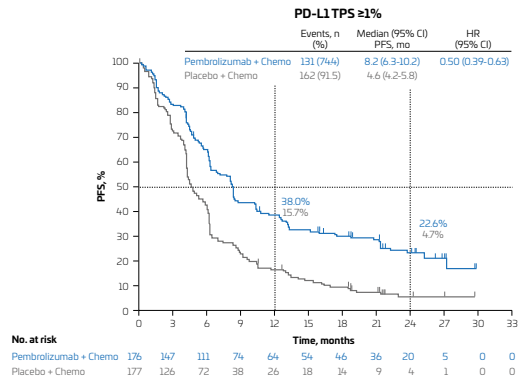 PD-L1 TPS ≥1%
Events, n Median (95% CI) HR
(%) PFS, mo (95% CI)
Pembrolizumab + Chemo 131 (74.4) 8.2 (6.3-10.2) 0.50 (0.39-0.63)
Placebo + Chemo 162 (91.5) 4.6 (4.2-5.8)
100
90
80
70
60
50
40
30
20
10
0
PFS, %
38.0%
15.7%
22.6%
4.7%
0 3 6 9 12 15 18 21 24 27 30 33
No. at risk Time, months
Pembrolizumab + Chemo 176 147 111 74 64 54 46 36 20 5 0 0
Placebo + Chemo 177 126 72 38 26 18 14 9 4 1 0 0